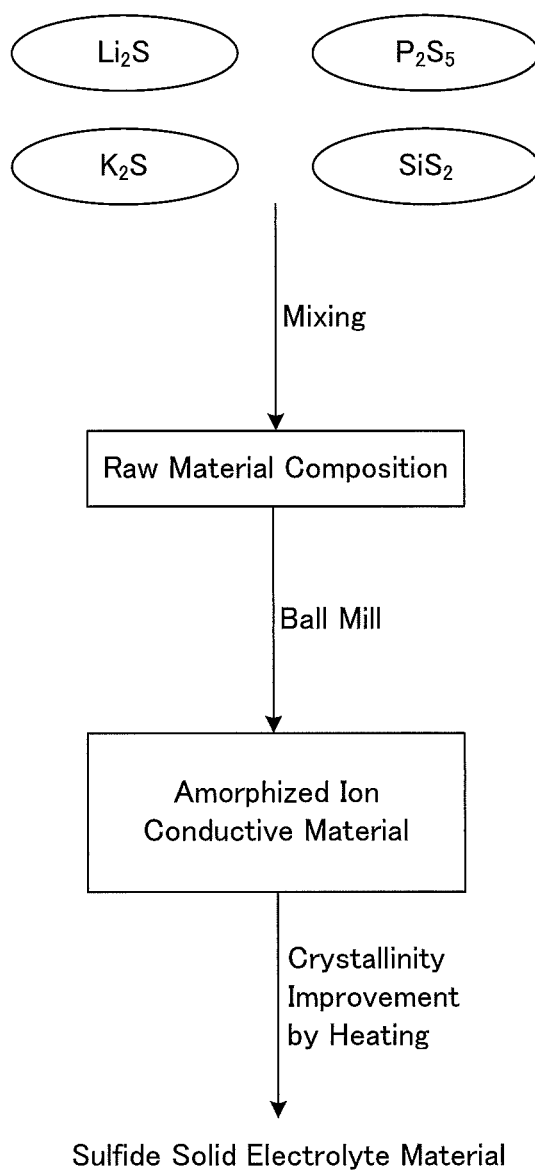 Li₂S
P₂S₅
K₂S
SiS₂
Mixing
Raw Material Composition
Ball Mill
Amorphized Ion
Conductive Material
Crystallinity
Improvement
by Heating
Sulfide Solid Electrolyte Material